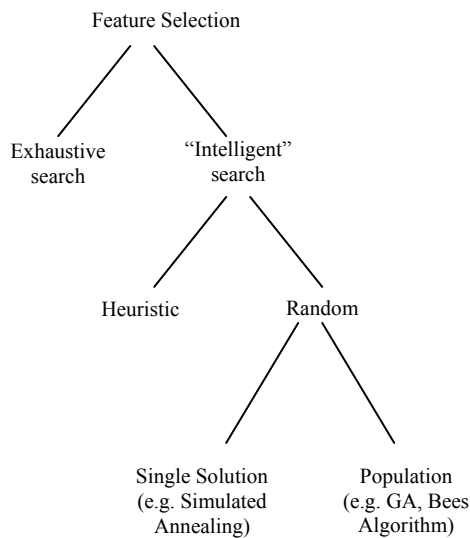 Feature Selection
Exhaustive
search
“Intelligent”
search
Heuristic
Random
Single Solution
(e.g. Simulated
Annealing)
Population
(e.g. GA, Bees
Algorithm)